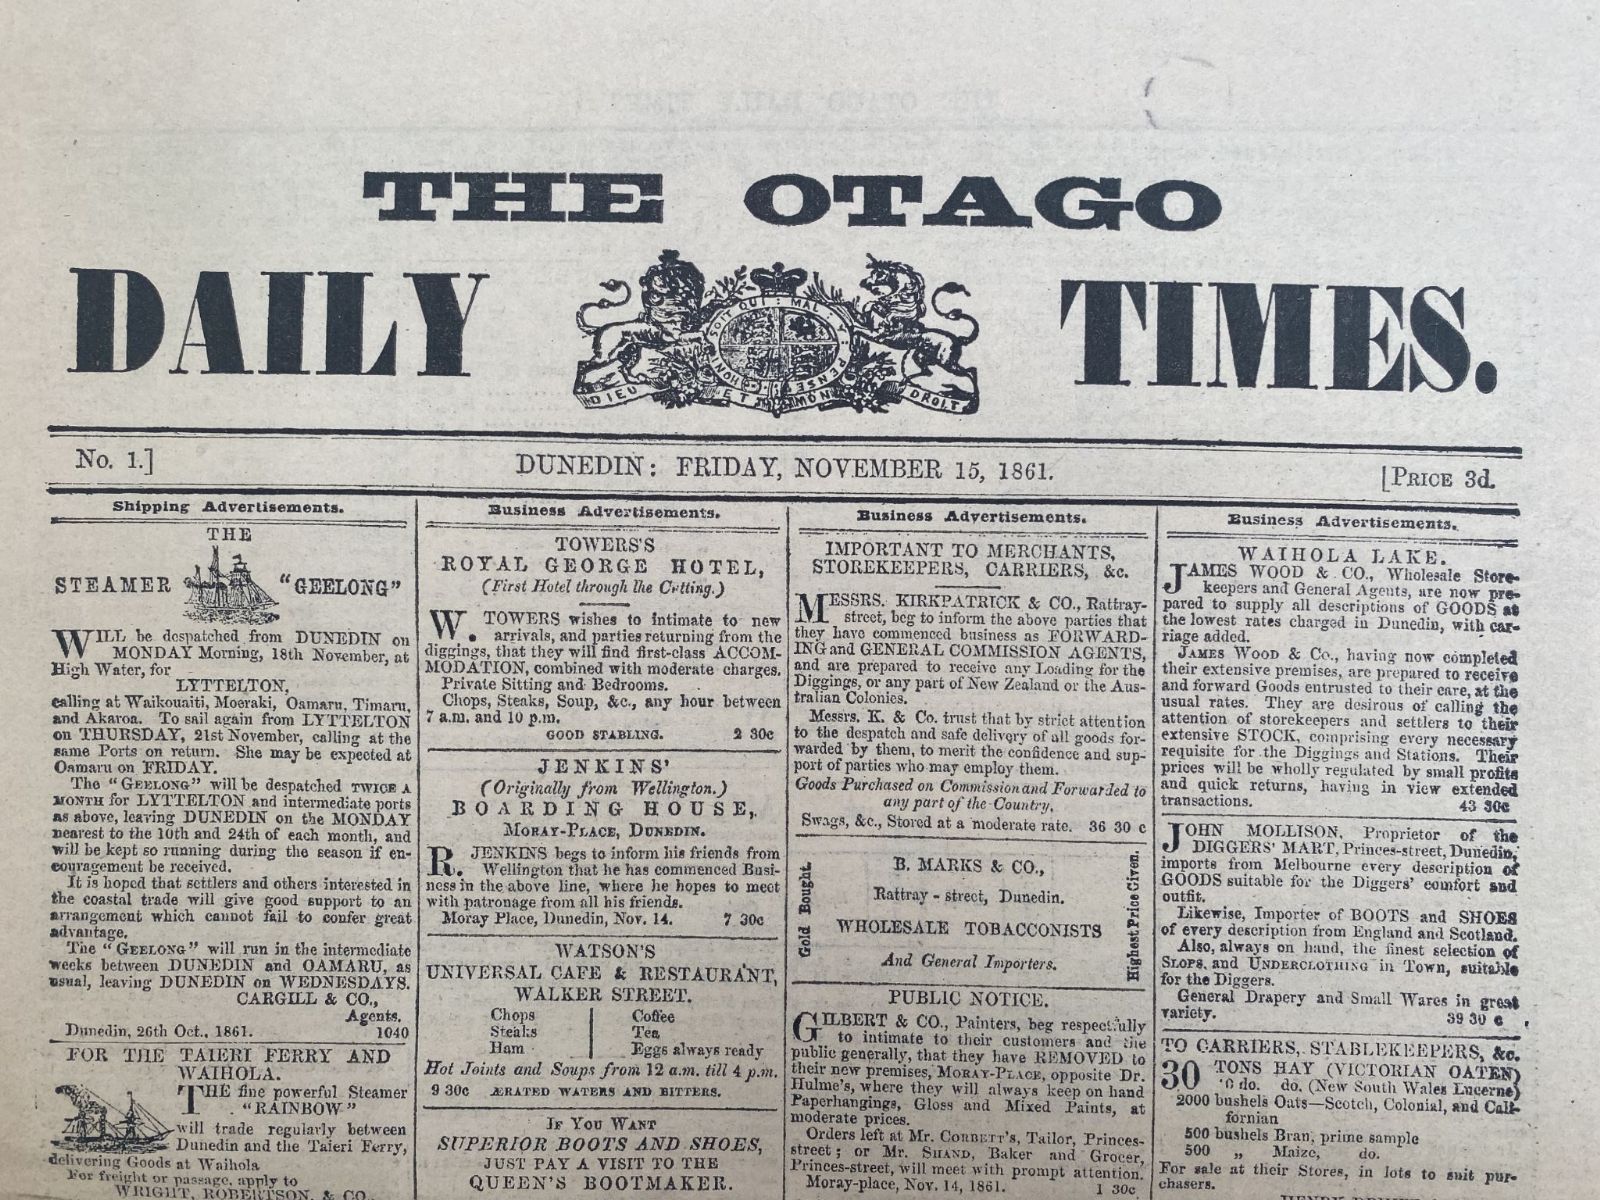 THE OTAGO
DAILY TIMES.
SOIT QUI : MAL : Y PENSE
HON
DIEU ET MON DROIT
No. 1.]
DUNEDIN: FRIDAY, NOVEMBER 15, 1861.
[PRICE 3d.
Shipping Advertisements.
THE
STEAMER "GEELONG"
WILL be despatched from DUNEDIN on
MONDAY Morning, 18th November, at
High Water, for
LYTTELTON,
calling at Waikouaiti, Moeraki, Oamaru, Timaru,
and Akaroa. To sail again from LYTTELTON
on THURSDAY, 21st November, calling at the
same Ports on return. She may be expected at
Oamaru on FRIDAY.
The "GEELONG" will be despatched TWICE A
MONTH for LYTTELTON and intermediate ports
as above, leaving DUNEDIN on the MONDAY
nearest to the 10th and 24th of each month, and
will be kept so running during the season if en-
couragement be received.
It is hoped that settlers and others interested in
the coastal trade will give good support to an
arrangement which cannot fail to confer great
advantage.
The "GEELONG" will run in the intermediate
weeks between DUNEDIN and OAMARU, as
usual, leaving DUNEDIN on WEDNESDAYS.
CARGILL & CO.,
Agents.
Dunedin, 26th Oct., 1861. 1040
FOR THE TAIERI FERRY AND
WAIHOLA.
THE fine powerful Steamer
"RAINBOW"
will trade regularly between
Dunedin and the Taieri Ferry,
delivering Goods at Waihola
For freight or passage, apply to
WRIGHT, ROBERTSON, & CO.,
Business Advertisements.
TOWERS'S
ROYAL GEORGE HOTEL,
(First Hotel through the Cutting.)
W. TOWERS wishes to intimate to new
arrivals, and parties returning from the
diggings, that they will find first-class ACCOM-
MODATION, combined with moderate charges.
Private Sitting and Bedrooms.
Chops, Steaks, Soup, &c., any hour between
7 a.m. and 10 p.m.
GOOD STABLING. 2 30c
JENKINS'
(Originally from Wellington.)
BOARDING HOUSE,
MORAY-PLACE, DUNEDIN.
R. JENKINS begs to inform his friends from
Wellington that he has commenced Busi-
ness in the above line, where he hopes to meet
with patronage from all his friends.
Moray Place, Dunedin, Nov. 14. 7 30c
WATSON'S
UNIVERSAL CAFE & RESTAURANT,
WALKER STREET.
Chops Coffee
Steaks Tea
Ham Eggs always ready
Hot Joints and Soups from 12 a.m. till 4 p.m.
9 30c ÆRATED WATERS AND BITTERS.
IF YOU WANT
SUPERIOR BOOTS AND SHOES,
JUST PAY A VISIT TO THE
QUEEN'S BOOTMAKER.
Business Advertisements.
IMPORTANT TO MERCHANTS,
STOREKEEPERS, CARRIERS, &c.
MESSRS. KIRKPATRICK & CO., Rattray-
street, beg to inform the above parties that
they have commenced business as FORWARD-
ING and GENERAL COMMISSION AGENTS,
and are prepared to receive any Loading for the
Diggings, or any part of New Zealand or the Aus-
tralian Colonies.
Messrs. K. & Co. trust that by strict attention
to the despatch and safe delivery of all goods for-
warded by them, to merit the confidence and sup-
port of parties who may employ them.
Goods Purchased on Commission and Forwarded to
any part of the Country.
Swags, &c., Stored at a moderate rate. 36 30 c
Gold Bought.
B. MARKS & CO.,
Rattray-street, Dunedin.
WHOLESALE TOBACCONISTS
And General Importers.
Highest Price Given.
PUBLIC NOTICE.
GILBERT & CO., Painters, beg respectfully
to intimate to their customers and the
public generally, that they have REMOVED to
their new premises, MORAY-PLACE, opposite Dr.
Hulme's, where they will always keep on hand
Paperhangings, Gloss and Mixed Paints, at
moderate prices.
Orders left at Mr. CORBETT'S, Tailor, Princes-
street; or Mr. SHAND, Baker and Grocer,
Princes-street, will meet with prompt attention.
Moray-place, Nov. 14, 1861. 1 30c
Business Advertisements.
WAIHOLA LAKE.
JAMES WOOD & CO., Wholesale Store-
keepers and General Agents, are now pre-
pared to supply all descriptions of GOODS at
the lowest rates charged in Dunedin, with car-
riage added.
JAMES WOOD & Co., having now completed
their extensive premises, are prepared to receive
and forward Goods entrusted to their care, at the
usual rates. They are desirous of calling the
attention of storekeepers and settlers to their
extensive STOCK, comprising every necessary
requisite for the Diggings and Stations. Their
prices will be wholly regulated by small profits
and quick returns, having in view extended
transactions. 43 30c
JOHN MOLLISON, Proprietor of the
DIGGERS' MART, Princes-street, Dunedin,
imports from Melbourne every description of
GOODS suitable for the Diggers' comfort and
outfit.
Likewise, Importer of BOOTS and SHOES
of every description from England and Scotland.
Also, always on hand, the finest selection of
SLOPS and UNDERCLOTHING in Town, suitable
for the Diggers.
General Drapery and Small Wares in great
variety. 39 30 c
TO CARRIERS, STABLEKEEPERS, &c.
30 TONS HAY (VICTORIAN OATEN)
do. do. (New South Wales Lucerne)
2000 bushels Oats—Scotch, Colonial, and Cali-
fornian
500 bushels Bran, prime sample
500 „ Maize, do.
For sale at their Stores, in lots to suit pur-
chasers.